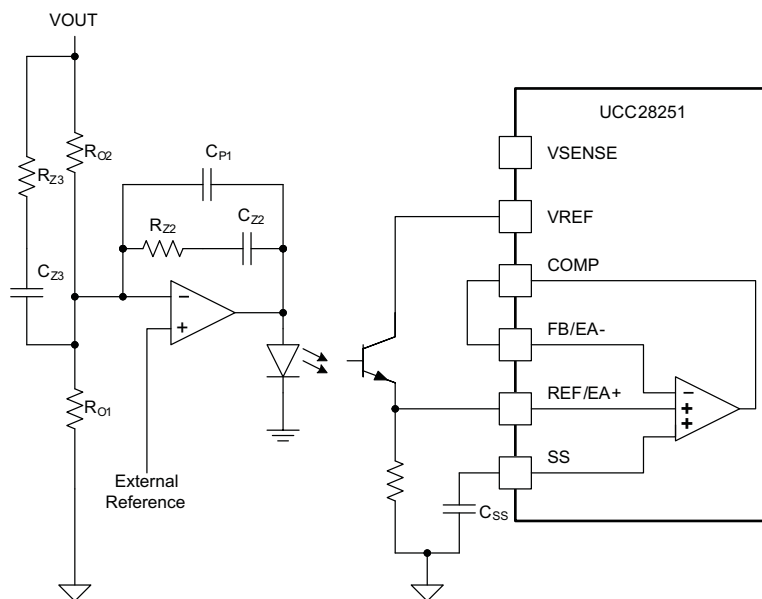 VOUT
UCC28251
CP1
VSENSE
RO2
RZ3
VREF
RZ2
CZ2
COMP
CZ3
−
+
FB/EA-
REF/EA+
−
+
+
RO1
SS
External
Reference
CSS